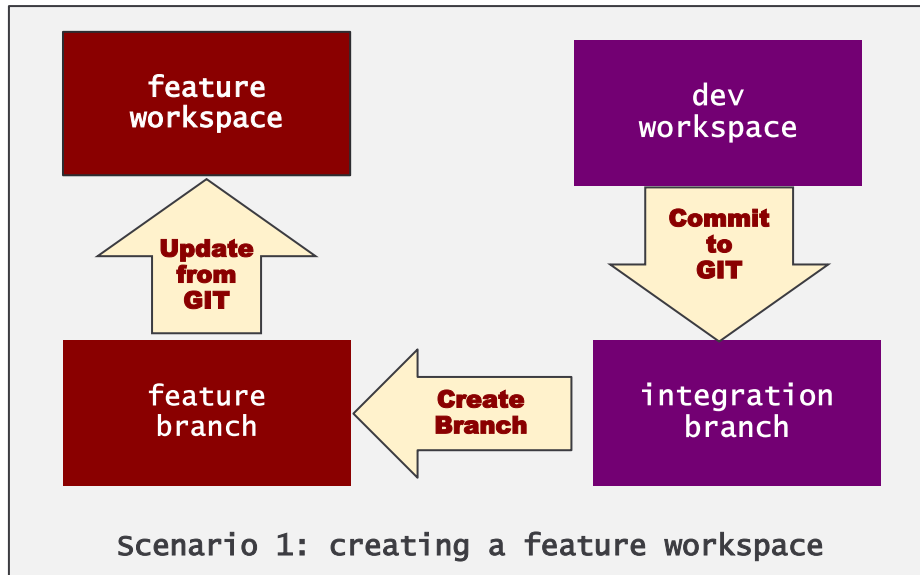 feature
workspace
dev
workspace
Update
from
GIT
Commit
to
GIT
feature
branch
Create
Branch
integration
branch
Scenario 1: creating a feature workspace